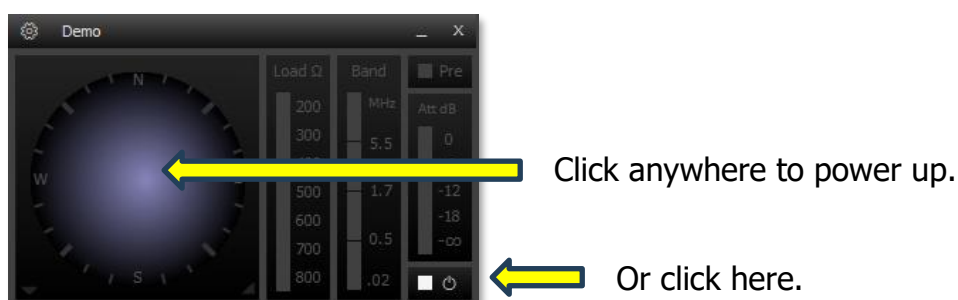 Demo
_ X
N
W
S
Load Ω
200
300
500
600
700
800
Band
MHz
5.5
1.7
0.5
.02
Pre
Att dB
0
-12
-18
-∞
Click anywhere to power up.
Or click here.